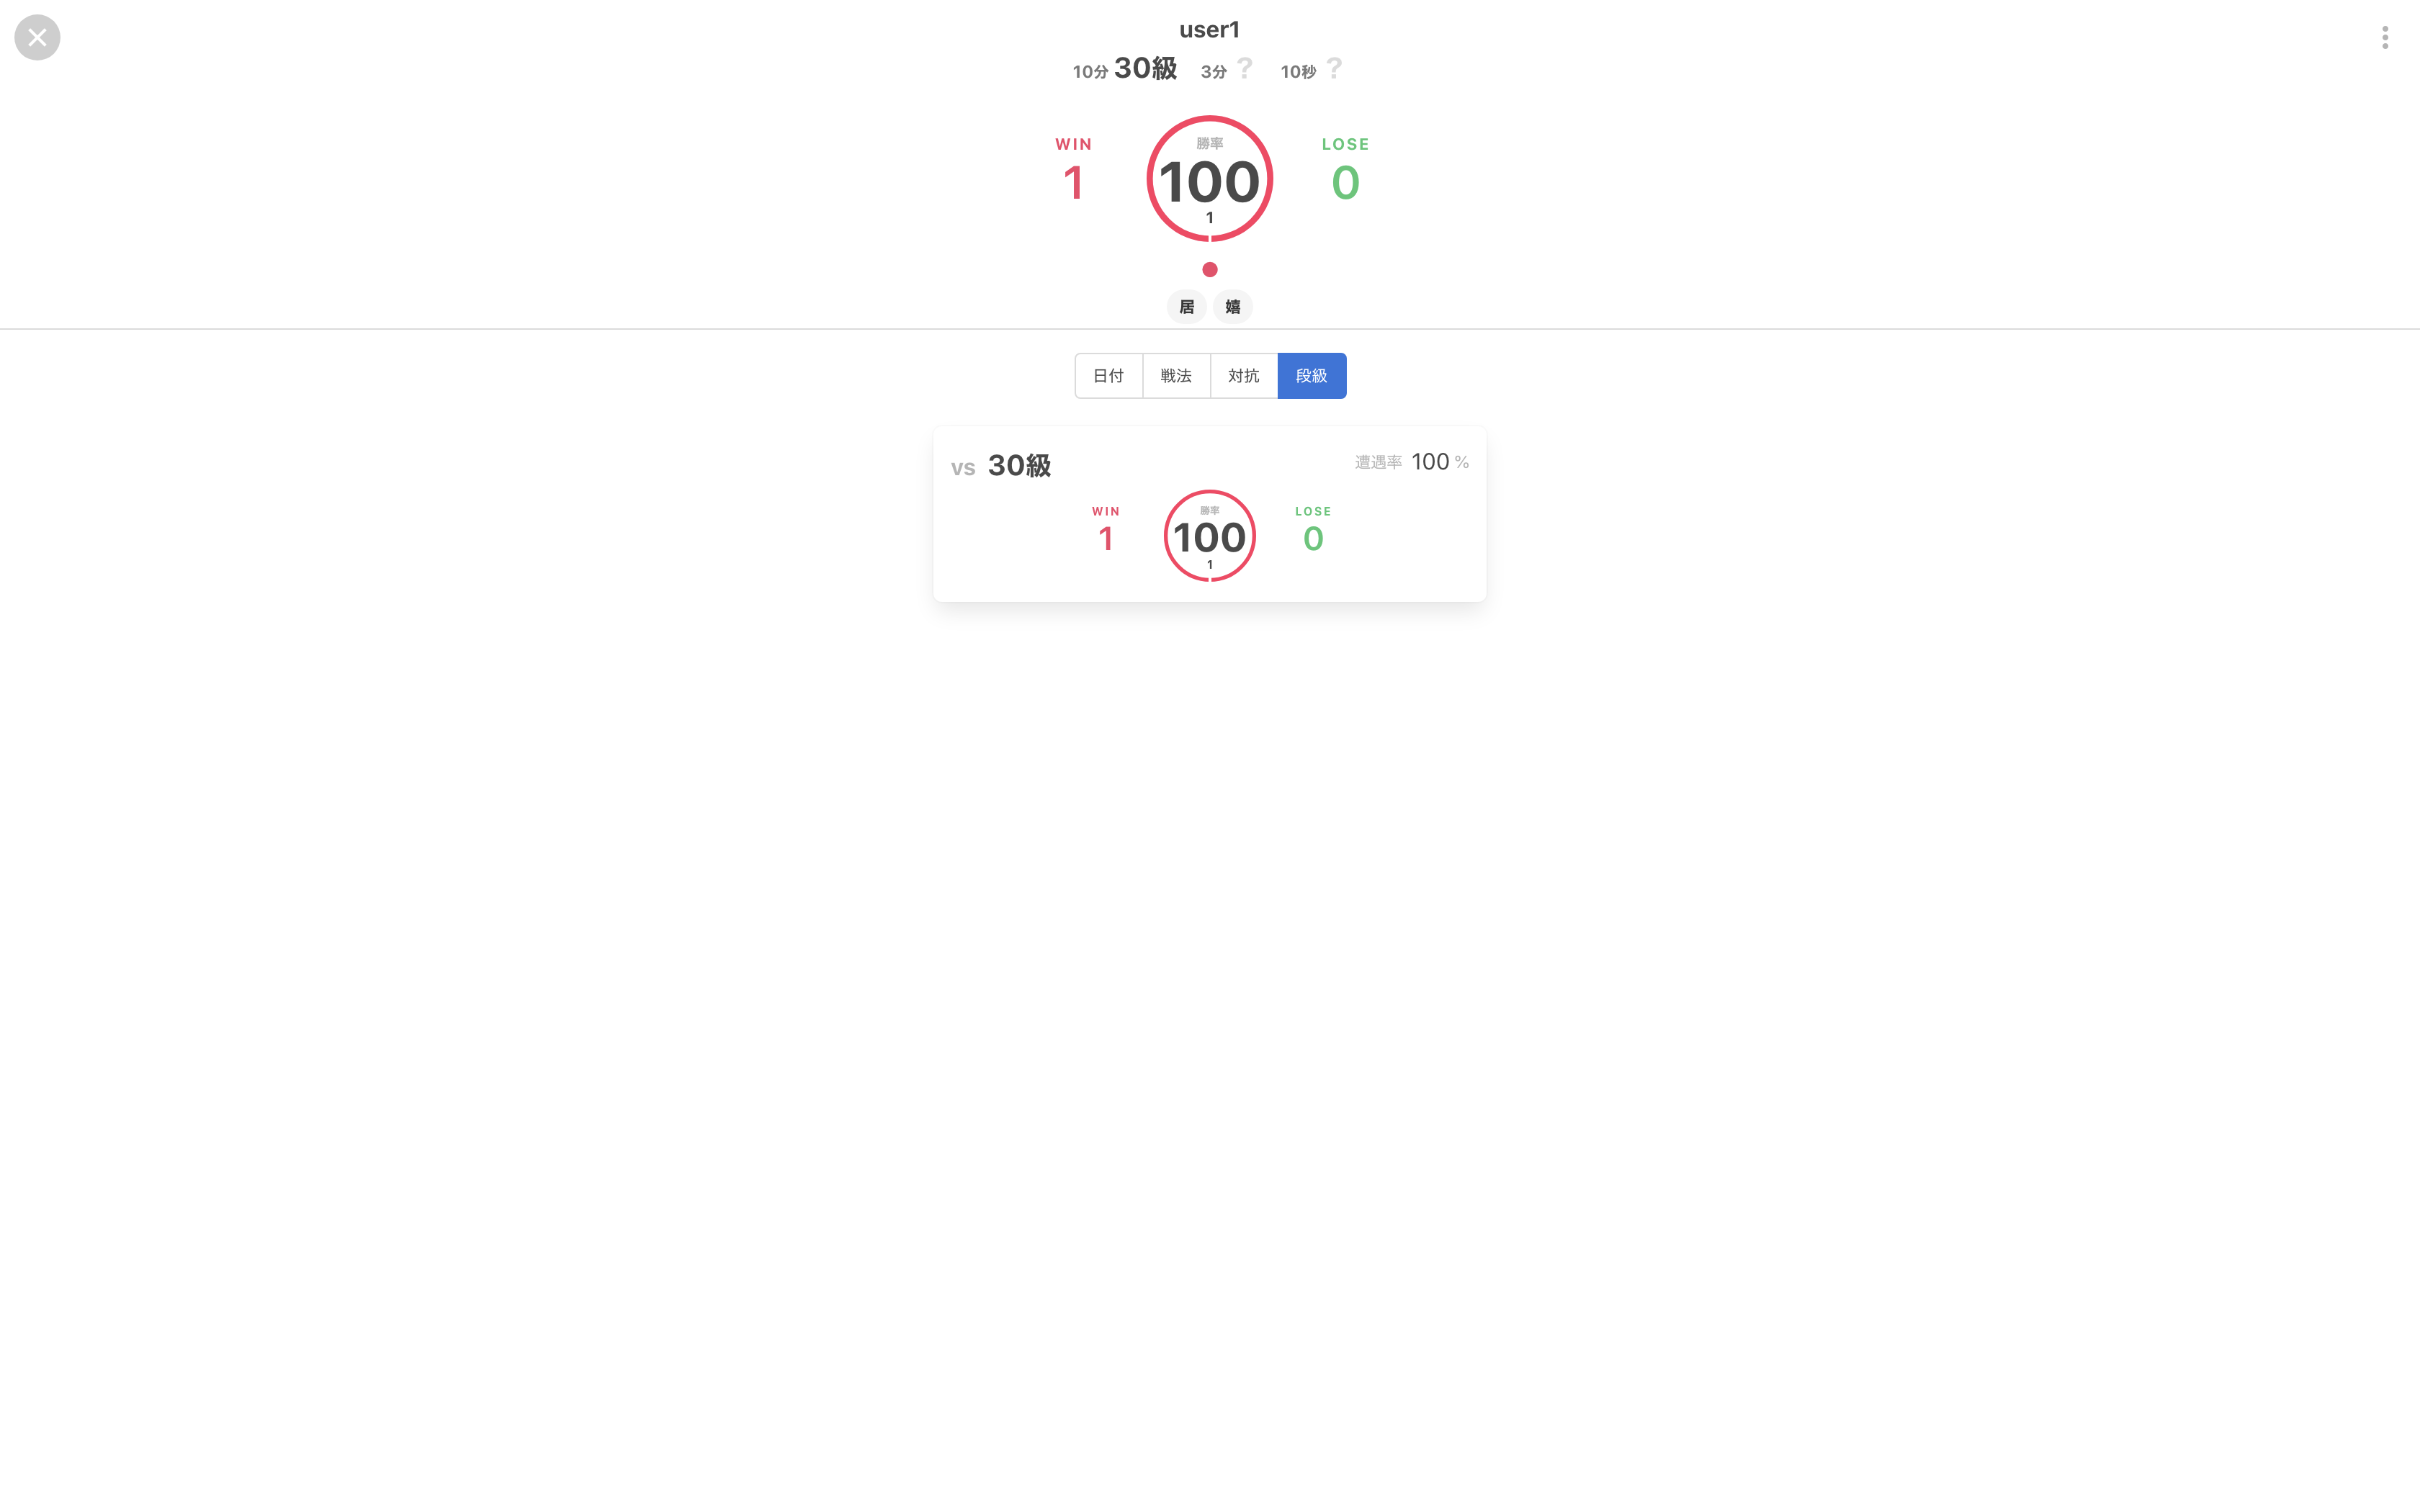 user1
10分 30級 3分 ? 10秒 ?
WIN 勝率 LOSE
1 100 0
1
居 嬉
日付 戦法 対抗 段級
vs 30級 遭遇率 100 %
WIN 勝率 LOSE
1 100 0
1